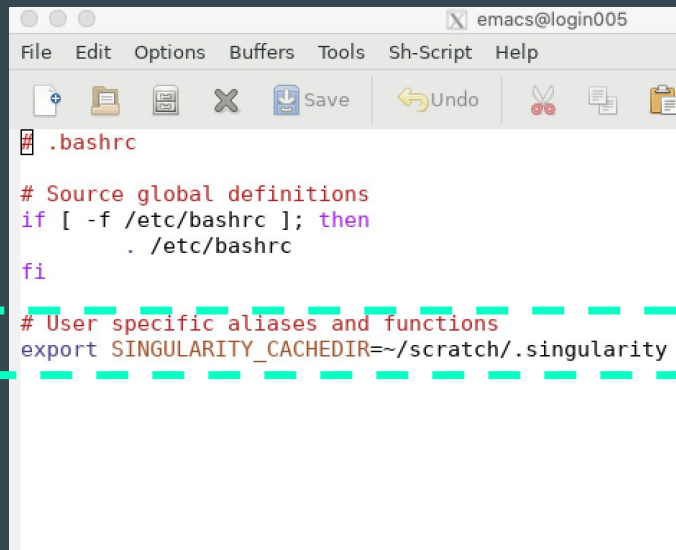 emacs@login005
File Edit Options Buffers Tools Sh-Script Help
Save Undo
# .bashrc
# Source global definitions
if [ -f /etc/bashrc ]; then
        . /etc/bashrc
fi
# User specific aliases and functions
export SINGULARITY_CACHEDIR=~/scratch/.singularity